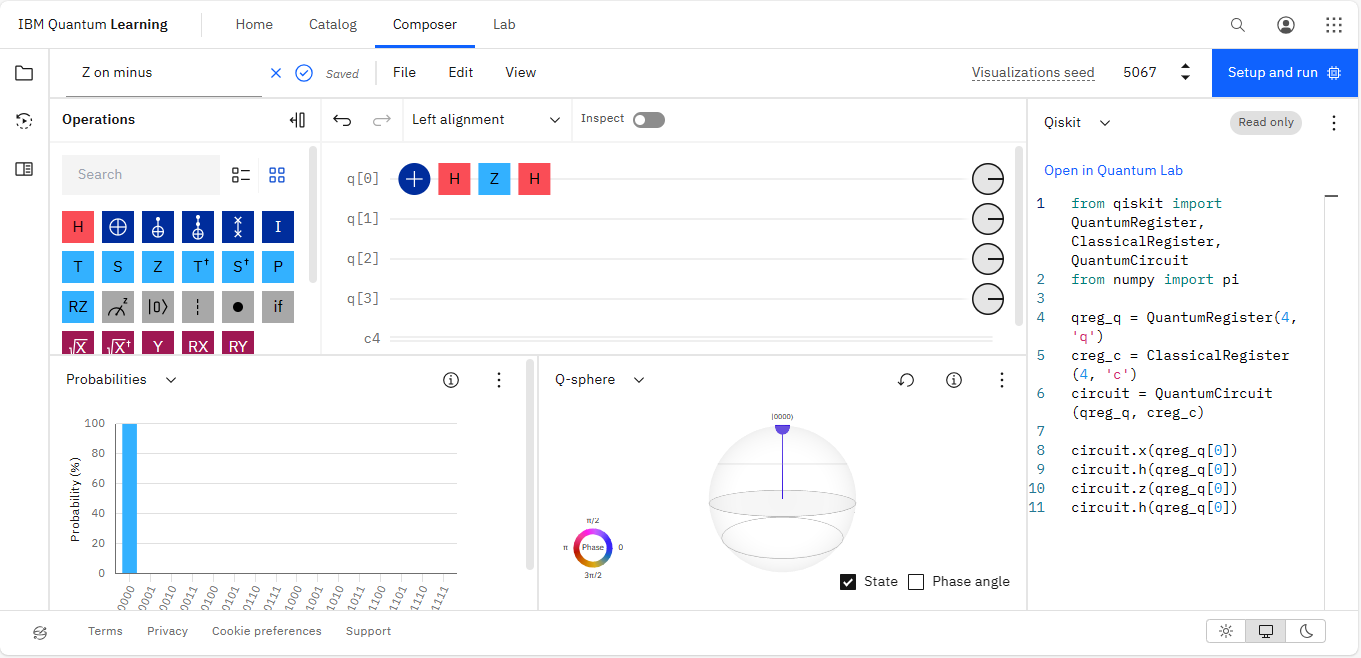 IBM Quantum Learning Home Catalog Composer Lab
Z on minus Saved File Edit View Visualizations seed 5067 Setup and run
Operations
Left alignment Inspect
Search
H I
T S Z T† S† P
RZ z |0⟩ if
√X √X† Y RX RY
q[0] H Z H
q[1]
q[2]
q[3]
c4
Qiskit Read only
Open in Quantum Lab
1 from qiskit import
QuantumRegister,
ClassicalRegister,
QuantumCircuit
2 from numpy import pi
3
4 qreg_q = QuantumRegister(4,
'q')
5 creg_c = ClassicalRegister
(4, 'c')
6 circuit = QuantumCircuit
(qreg_q, creg_c)
7
8 circuit.x(qreg_q[0])
9 circuit.h(qreg_q[0])
10 circuit.z(qreg_q[0])
11 circuit.h(qreg_q[0])
Probabilities
Probability (%)
100
80
60
40
20
0
0000 0001 0010 0011 0100 0101 0110 0111 1000 1001 1010 1011 1100 1101 1110 1111
Q-sphere
|0000⟩
π/2
π Phase 0
3π/2
State Phase angle
Terms Privacy Cookie preferences Support